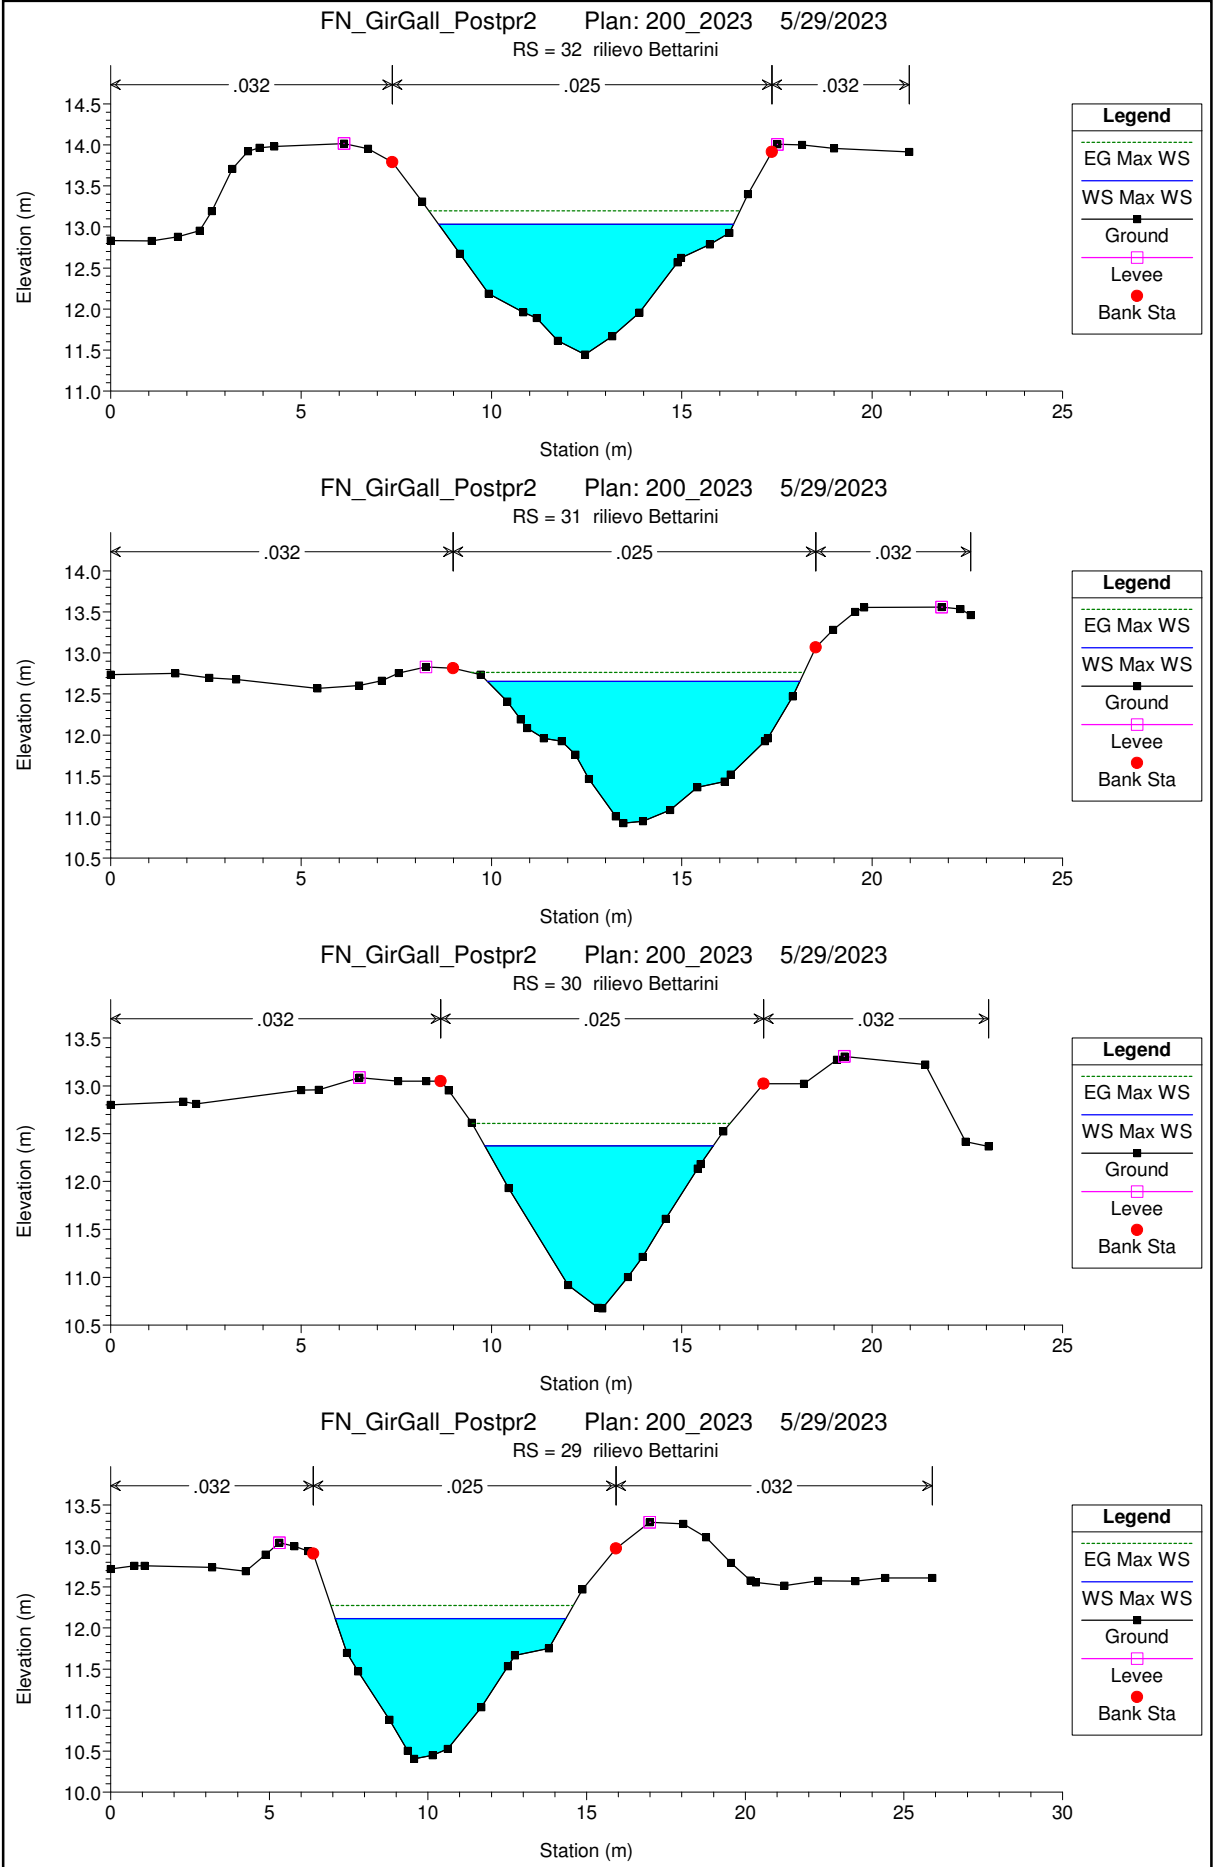 FN_GirGall_Postpr2 Plan: 200_2023 5/29/2023
RS = 32 rilievo Bettarini
.032 .025 .032
14.5
14.0
13.5
13.0
12.5
12.0
11.5
11.0
Elevation (m)
0 5 10 15 20 25
Station (m)
Legend
EG Max WS
WS Max WS
Ground
Levee
Bank Sta
FN_GirGall_Postpr2 Plan: 200_2023 5/29/2023
RS = 31 rilievo Bettarini
.032 .025 .032
14.0
13.5
13.0
12.5
12.0
11.5
11.0
10.5
Elevation (m)
0 5 10 15 20 25
Station (m)
Legend
EG Max WS
WS Max WS
Ground
Levee
Bank Sta
FN_GirGall_Postpr2 Plan: 200_2023 5/29/2023
RS = 30 rilievo Bettarini
.032 .025 .032
13.5
13.0
12.5
12.0
11.5
11.0
10.5
Elevation (m)
0 5 10 15 20 25
Station (m)
Legend
EG Max WS
WS Max WS
Ground
Levee
Bank Sta
FN_GirGall_Postpr2 Plan: 200_2023 5/29/2023
RS = 29 rilievo Bettarini
.032 .025 .032
13.5
13.0
12.5
12.0
11.5
11.0
10.5
10.0
Elevation (m)
0 5 10 15 20 25 30
Station (m)
Legend
EG Max WS
WS Max WS
Ground
Levee
Bank Sta